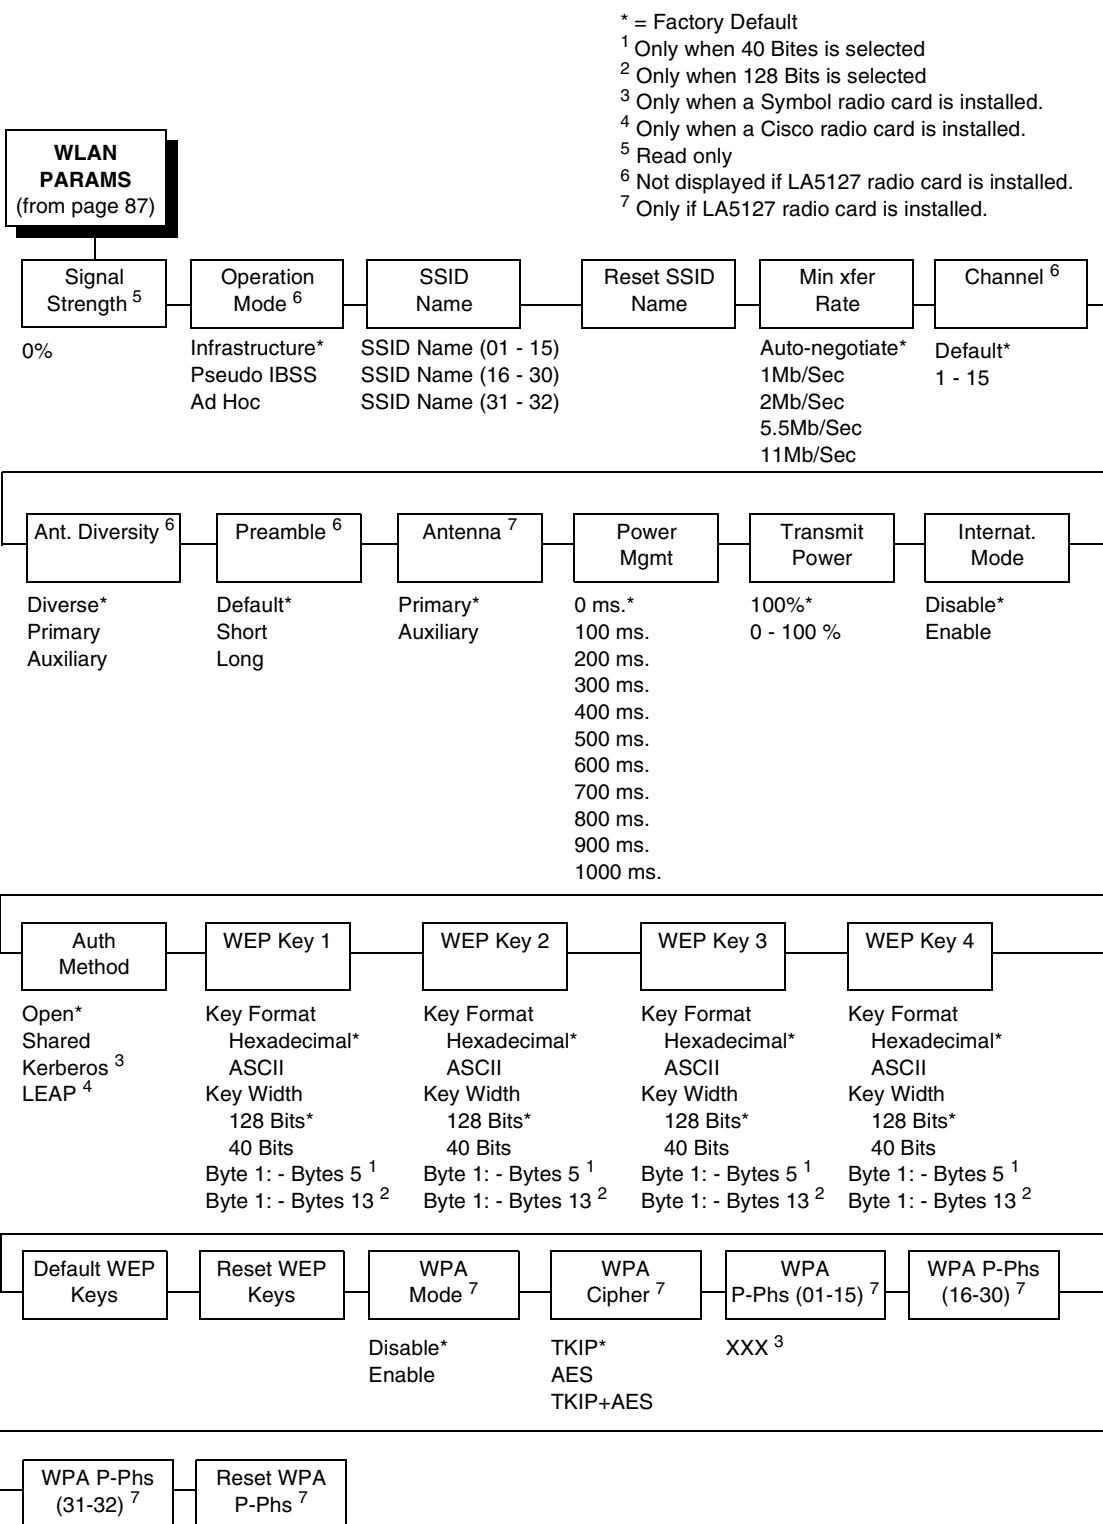 * = Factory Default
1 Only when 40 Bites is selected
2 Only when 128 Bits is selected
3 Only when a Symbol radio card is installed.
4 Only when a Cisco radio card is installed.
5 Read only
6 Not displayed if LA5127 radio card is installed.
7 Only if LA5127 radio card is installed.
WLAN
PARAMS
(from page 87)
Signal
Strength 5
0%
Operation
Mode 6
Infrastructure*
Pseudo IBSS
Ad Hoc
SSID
Name
SSID Name (01 - 15)
SSID Name (16 - 30)
SSID Name (31 - 32)
Reset SSID
Name
Min xfer
Rate
Auto-negotiate*
1Mb/Sec
2Mb/Sec
5.5Mb/Sec
11Mb/Sec
Channel 6
Default*
1 - 15
Ant. Diversity 6
Diverse*
Primary
Auxiliary
Preamble 6
Default*
Short
Long
Antenna 7
Primary*
Auxiliary
Power
Mgmt
0 ms.*
100 ms.
200 ms.
300 ms.
400 ms.
500 ms.
600 ms.
700 ms.
800 ms.
900 ms.
1000 ms.
Transmit
Power
100%*
0 - 100 %
Internat.
Mode
Disable*
Enable
Auth
Method
Open*
Shared
Kerberos 3
LEAP 4
WEP Key 1
Key Format
Hexadecimal*
ASCII
Key Width
128 Bits*
40 Bits
Byte 1: - Bytes 5 1
Byte 1: - Bytes 13 2
WEP Key 2
Key Format
Hexadecimal*
ASCII
Key Width
128 Bits*
40 Bits
Byte 1: - Bytes 5 1
Byte 1: - Bytes 13 2
WEP Key 3
Key Format
Hexadecimal*
ASCII
Key Width
128 Bits*
40 Bits
Byte 1: - Bytes 5 1
Byte 1: - Bytes 13 2
WEP Key 4
Key Format
Hexadecimal*
ASCII
Key Width
128 Bits*
40 Bits
Byte 1: - Bytes 5 1
Byte 1: - Bytes 13 2
Default WEP
Keys
Reset WEP
Keys
WPA
Mode 7
Disable*
Enable
WPA
Cipher 7
TKIP*
AES
TKIP+AES
WPA
P-Phs (01-15) 7
XXX 3
WPA P-Phs
(16-30) 7
WPA P-Phs
(31-32) 7
Reset WPA
P-Phs 7